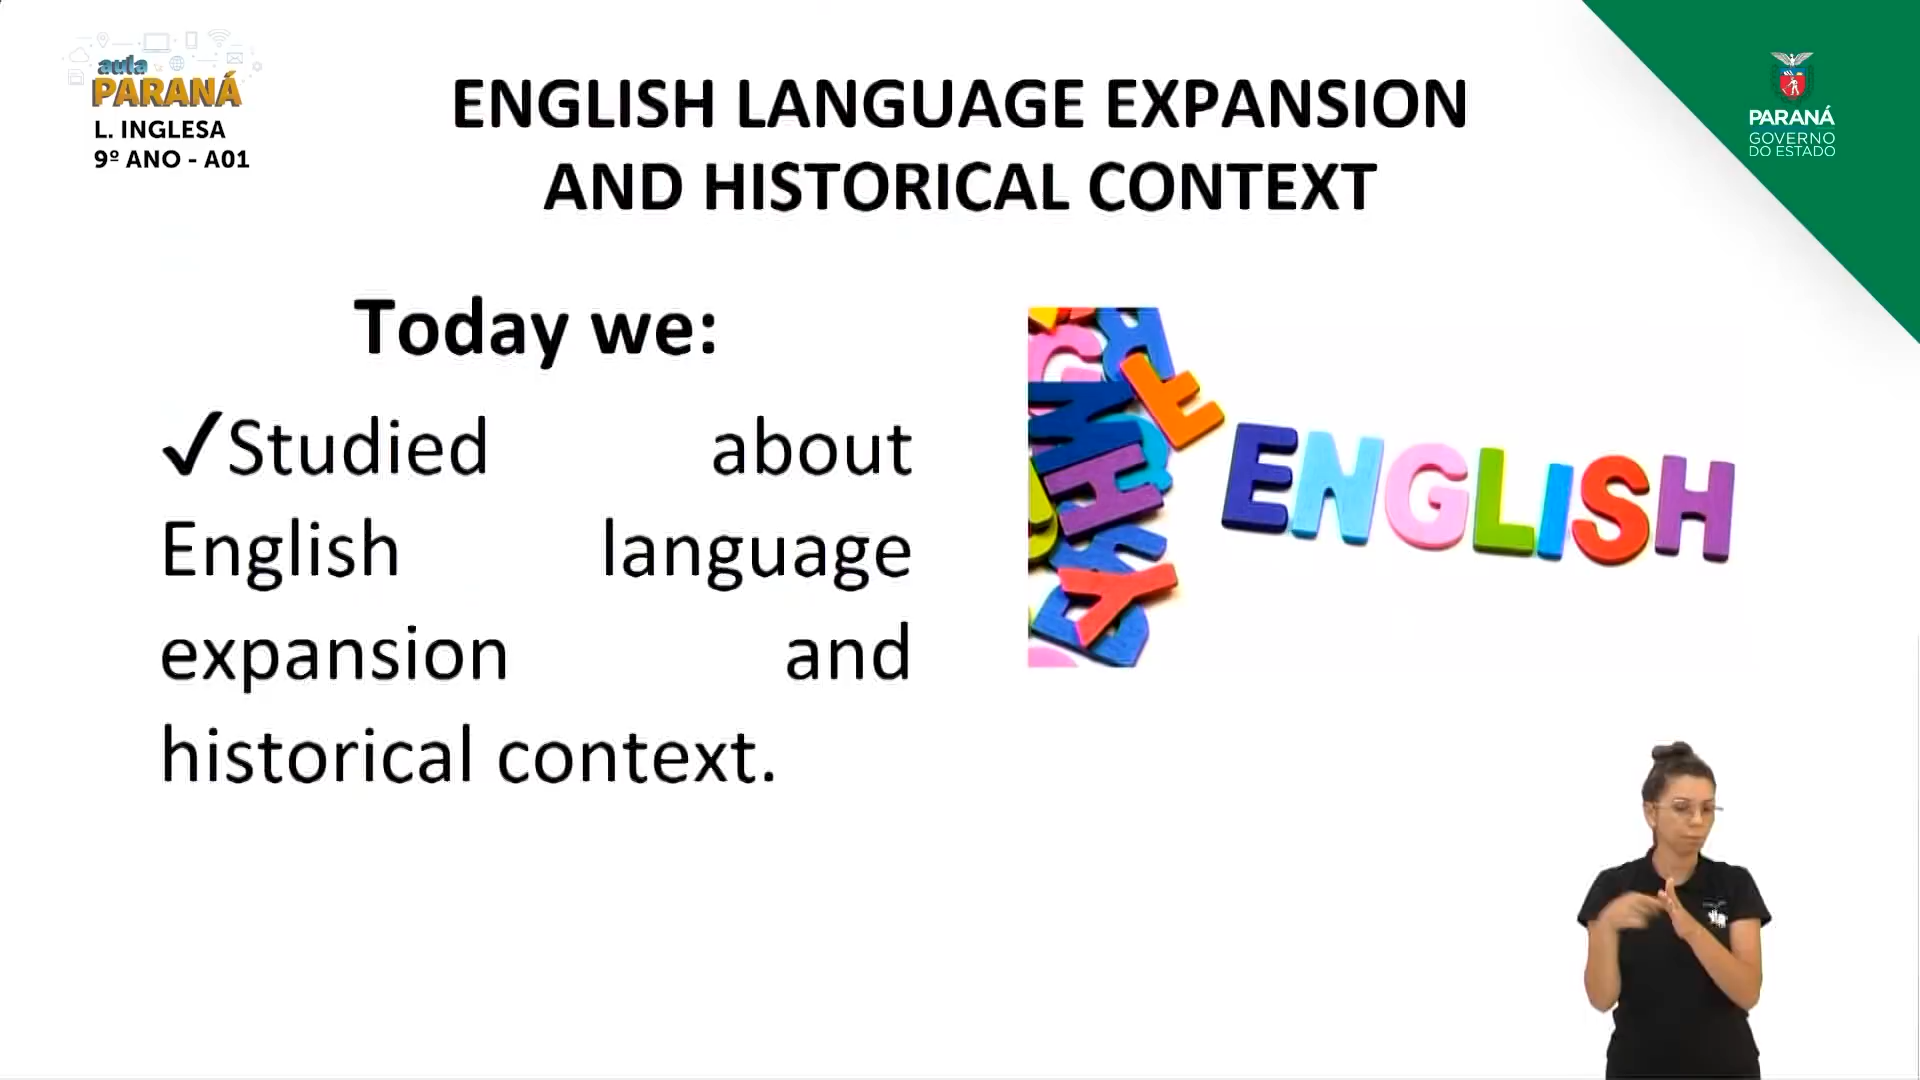 aula
PARANÁ
L. INGLESA
9º ANO - A01
ENGLISH LANGUAGE EXPANSION
AND HISTORICAL CONTEXT
PARANÁ
GOVERNO
DO ESTADO
Today we:
✓Studied about
English language
expansion and
historical context.
ENGLISH